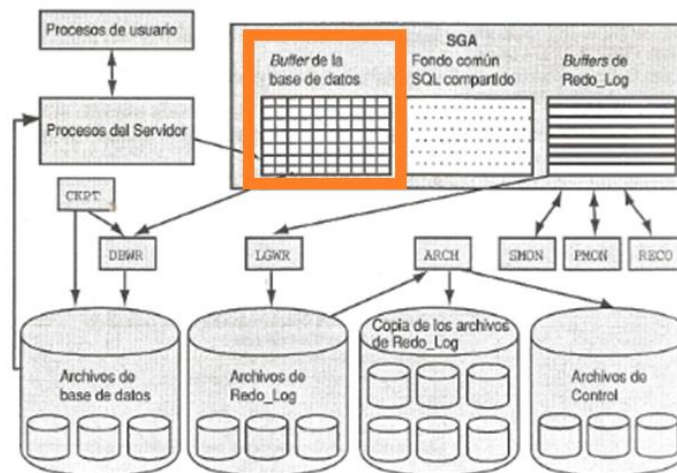 Procesos de usuario
SGA
Buffer de la
base de datos
Fondo común
SQL compartido
Buffers de
Redo_Log
Procesos del Servidor
CKPT
DBWR
LGWR
ARCH
SMON
PMON
RECO
Archivos de
base de datos
Archivos de
Redo_Log
Copia de los archivos
de Redo_Log
Archivos de
Control